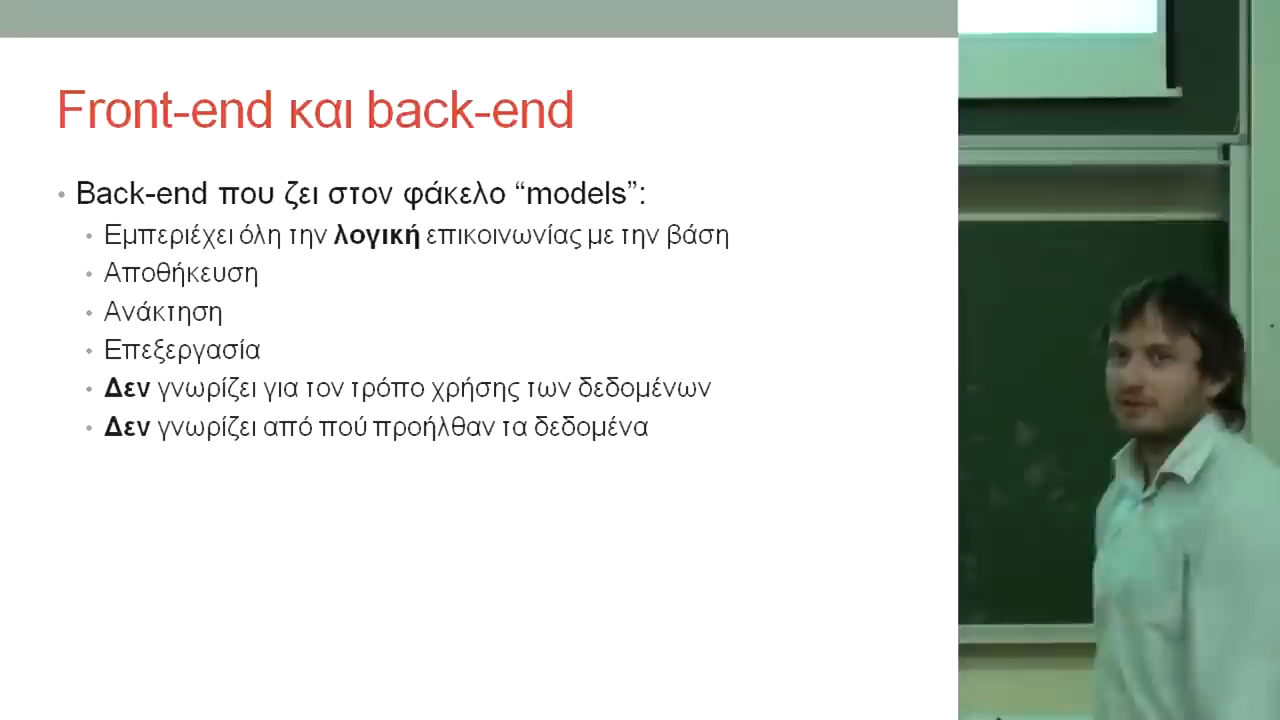 Front-end και back-end
• Back-end που ζει στον φάκελο “models”:
• Εμπεριέχει όλη την λογική επικοινωνίας με την βάση
• Αποθήκευση
• Ανάκτηση
• Επεξεργασία
• Δεν γνωρίζει για τον τρόπο χρήσης των δεδομένων
• Δεν γνωρίζει από πού προήλθαν τα δεδομένα